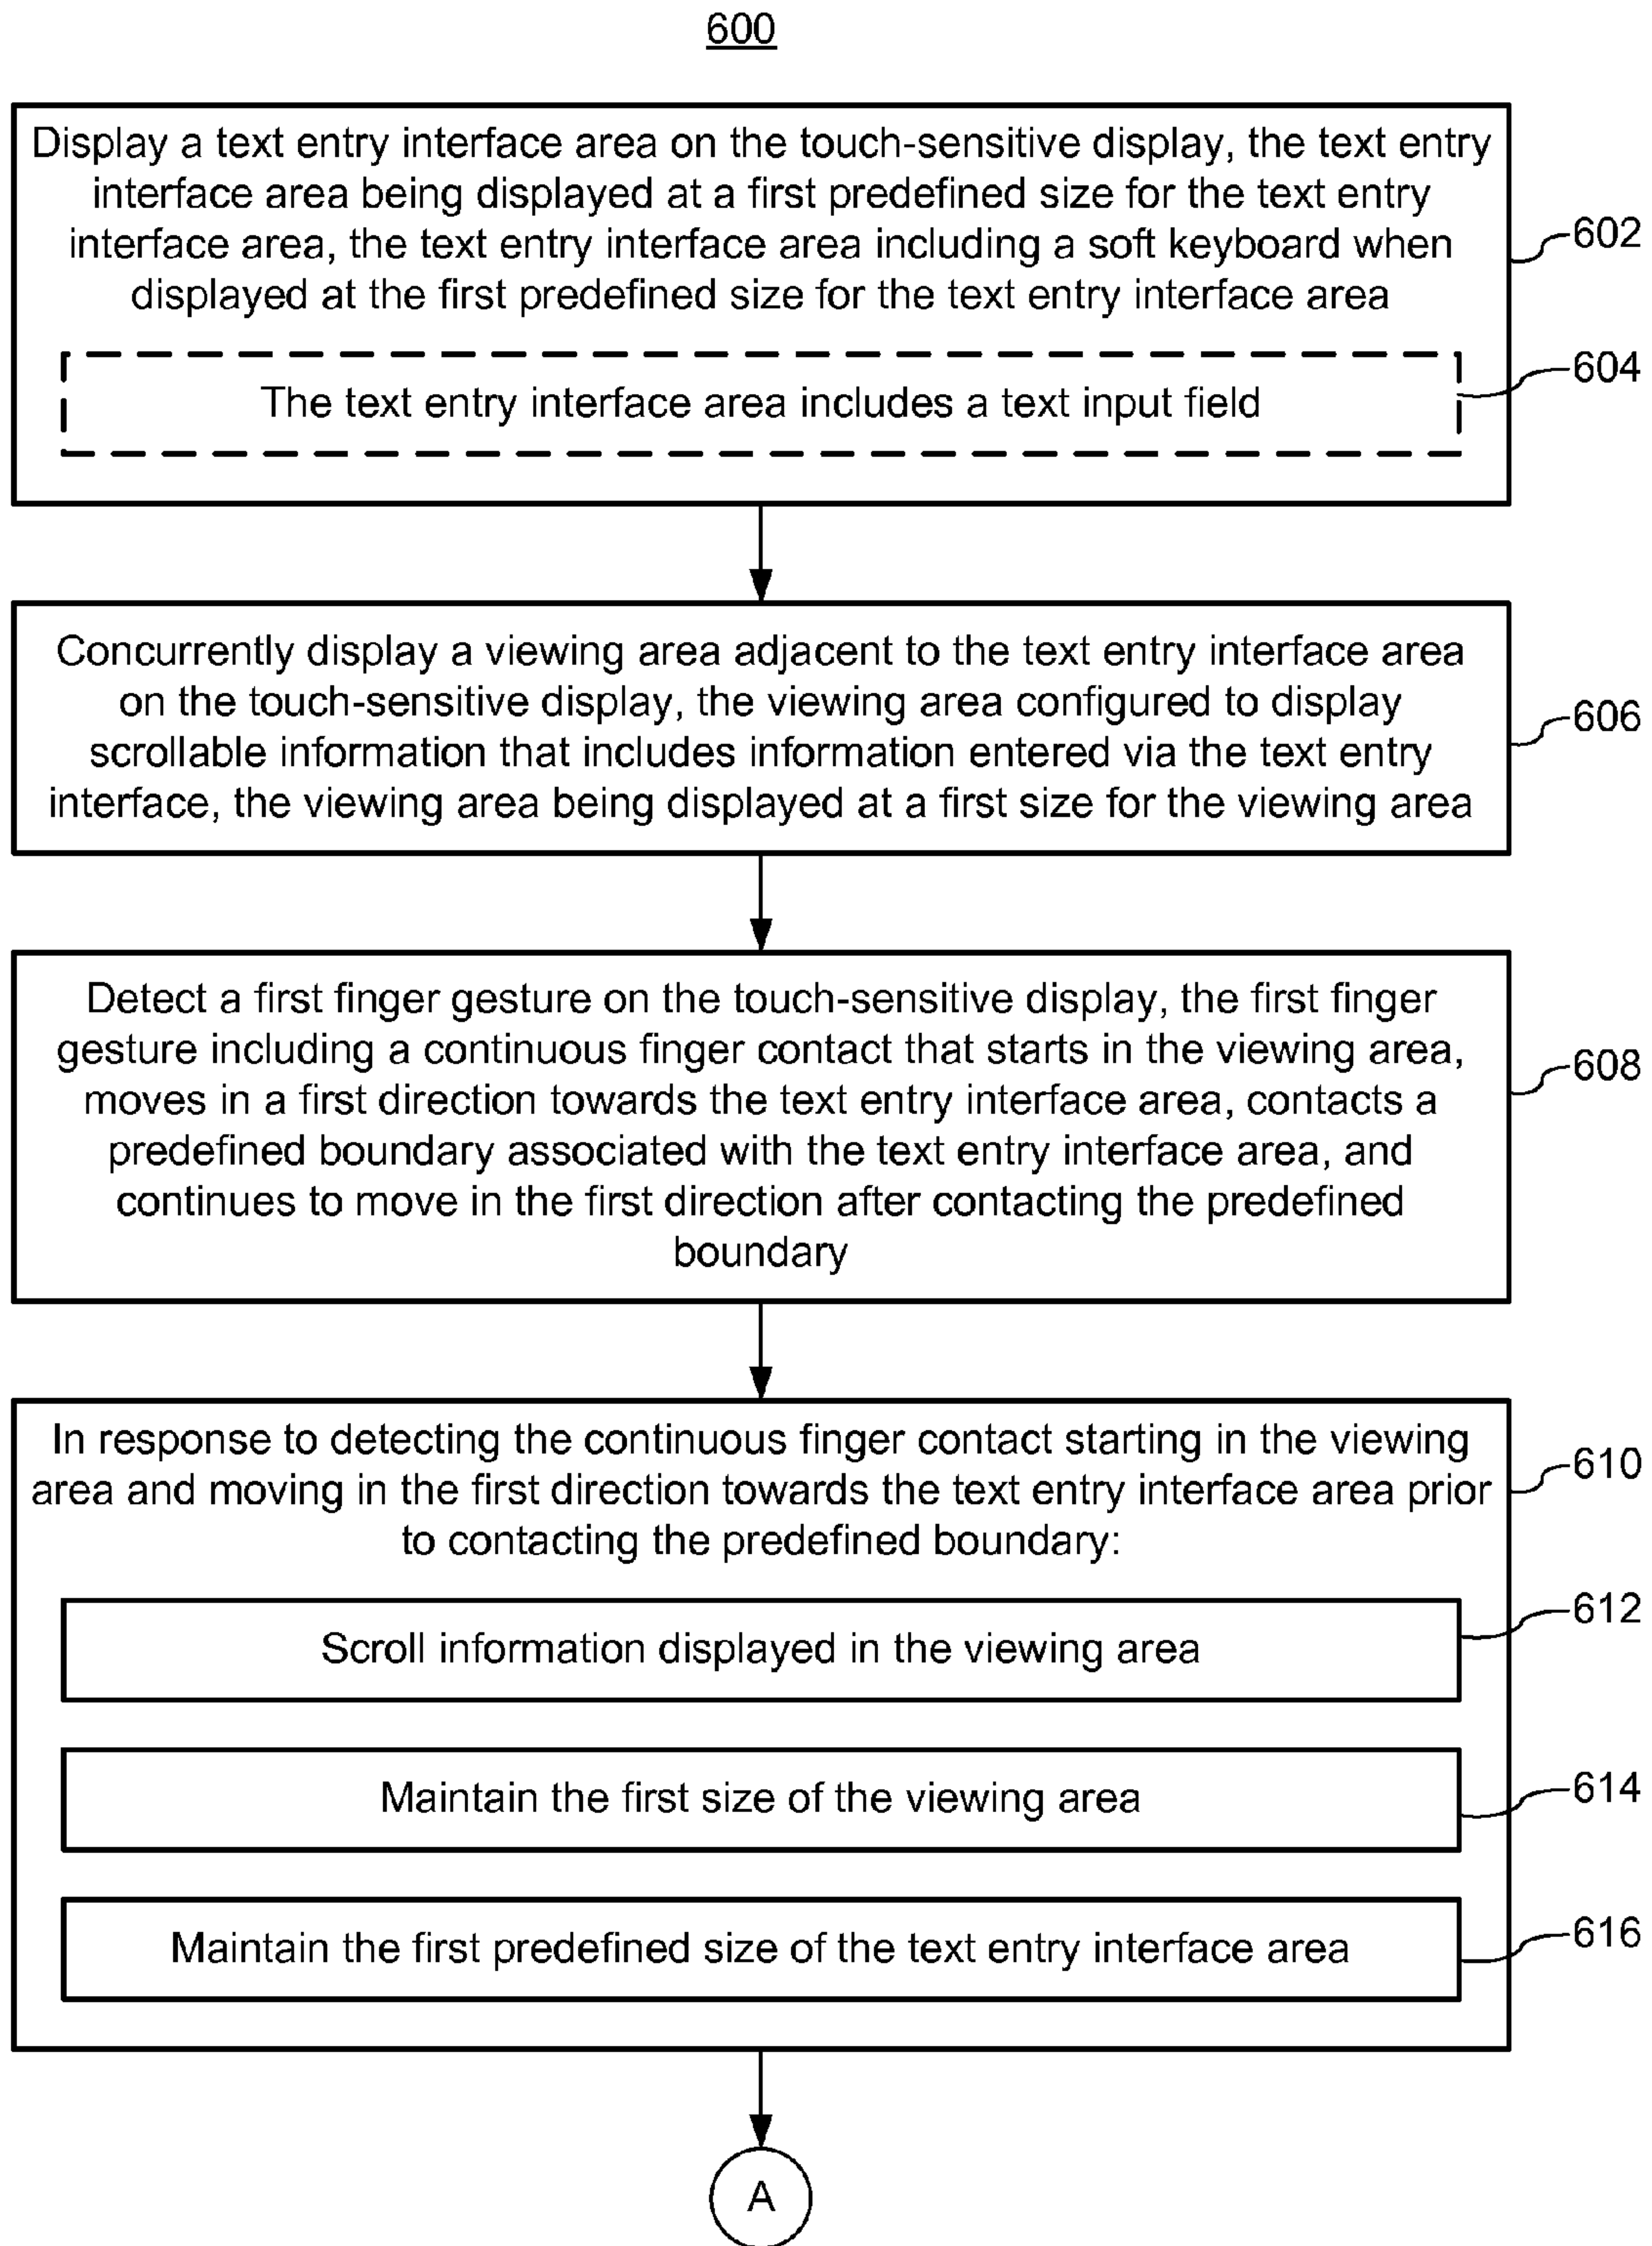 600
Display a text entry interface area on the touch-sensitive display, the text entry
interface area being displayed at a first predefined size for the text entry
interface area, the text entry interface area including a soft keyboard when
displayed at the first predefined size for the text entry interface area
602
The text entry interface area includes a text input field
604
Concurrently display a viewing area adjacent to the text entry interface area
on the touch-sensitive display, the viewing area configured to display
scrollable information that includes information entered via the text entry
interface, the viewing area being displayed at a first size for the viewing area
606
Detect a first finger gesture on the touch-sensitive display, the first finger
gesture including a continuous finger contact that starts in the viewing area,
moves in a first direction towards the text entry interface area, contacts a
predefined boundary associated with the text entry interface area, and
continues to move in the first direction after contacting the predefined
boundary
608
In response to detecting the continuous finger contact starting in the viewing
area and moving in the first direction towards the text entry interface area prior
to contacting the predefined boundary:
610
Scroll information displayed in the viewing area
612
Maintain the first size of the viewing area
614
Maintain the first predefined size of the text entry interface area
616
A